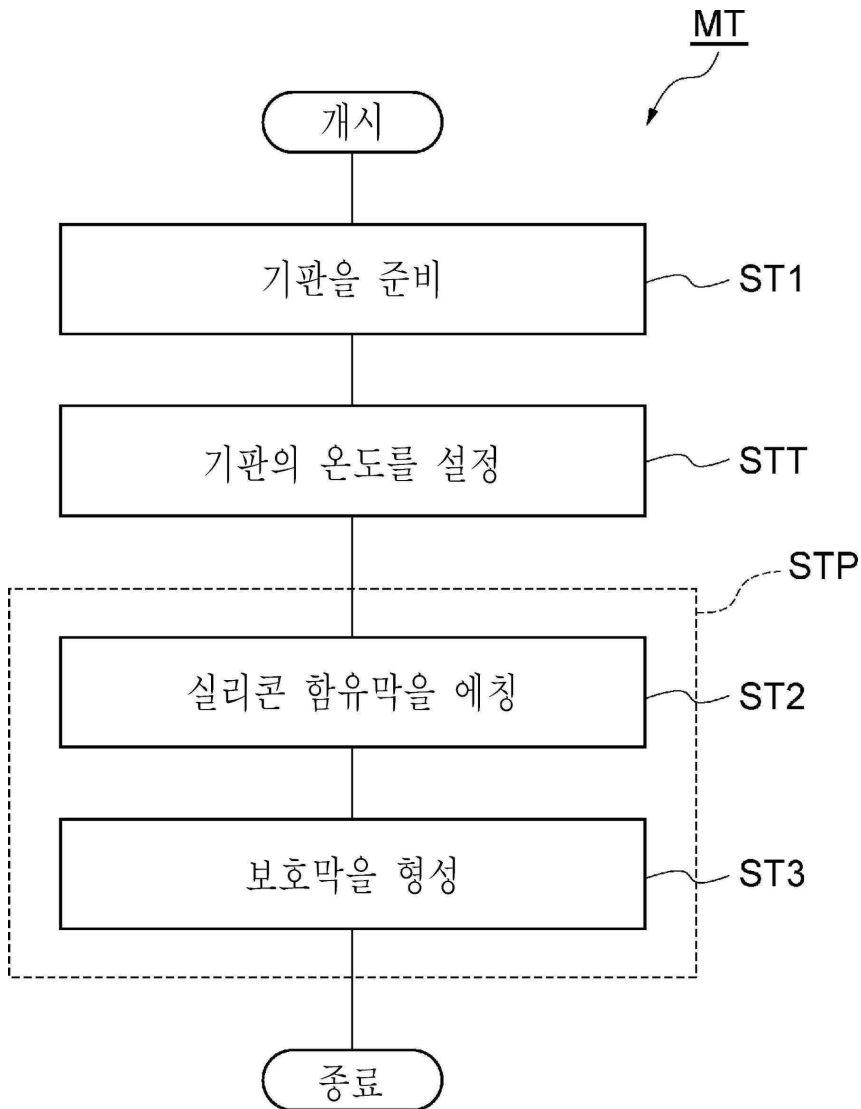 MT
개시
기판을 준비
ST1
기판의 온도를 설정
STT
STP
실리콘 함유막을 에칭
ST2
보호막을 형성
ST3
종료